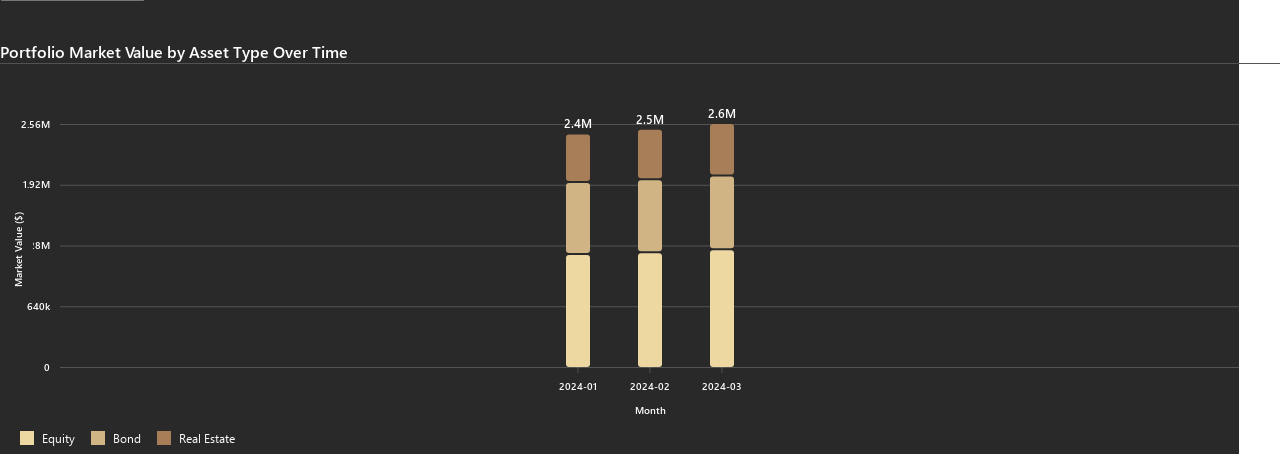 Portfolio Market Value by Asset Type Over Time
2.6M
2.5M
2.4M
2.56M
1.92M
:8M
640k
0
Market Value ($)
2024-01 2024-02 2024-03
Month
Equity Bond Real Estate